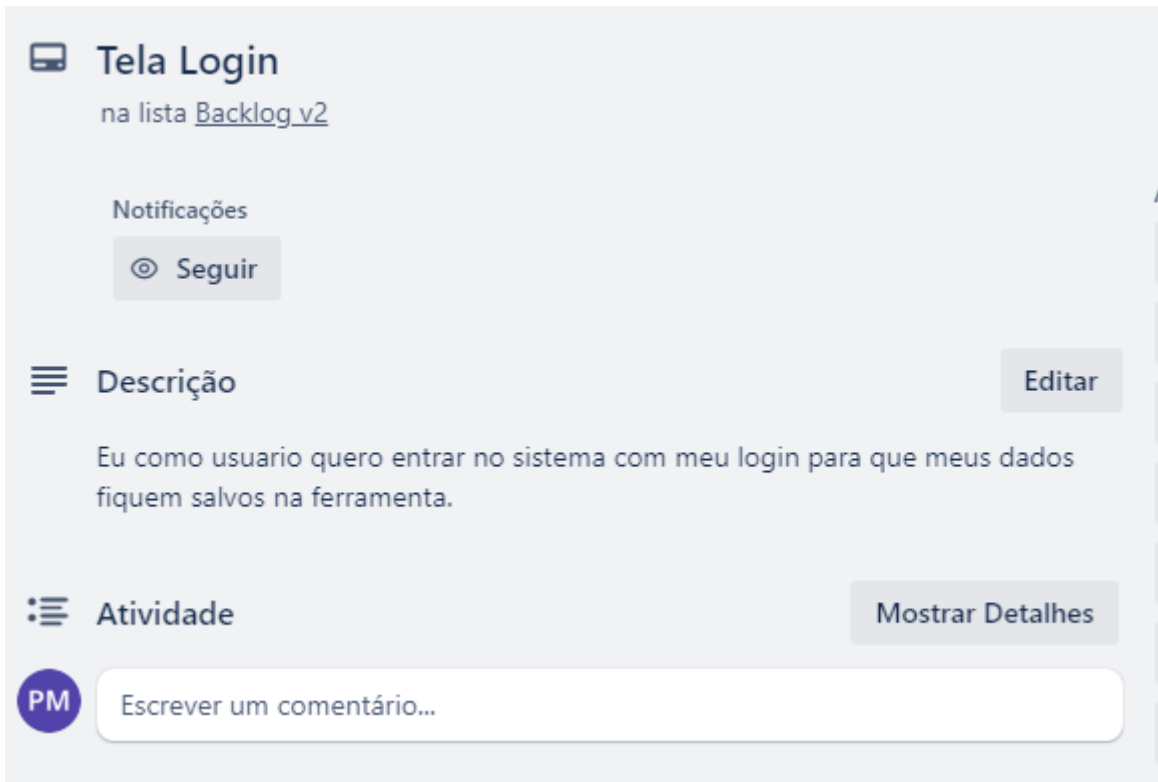 Tela Login
na lista Backlog v2
Notificações
Seguir
Descrição
Editar
Eu como usuario quero entrar no sistema com meu login para que meus dados
fiquem salvos na ferramenta.
Atividade
Mostrar Detalhes
PM
Escrever um comentário...